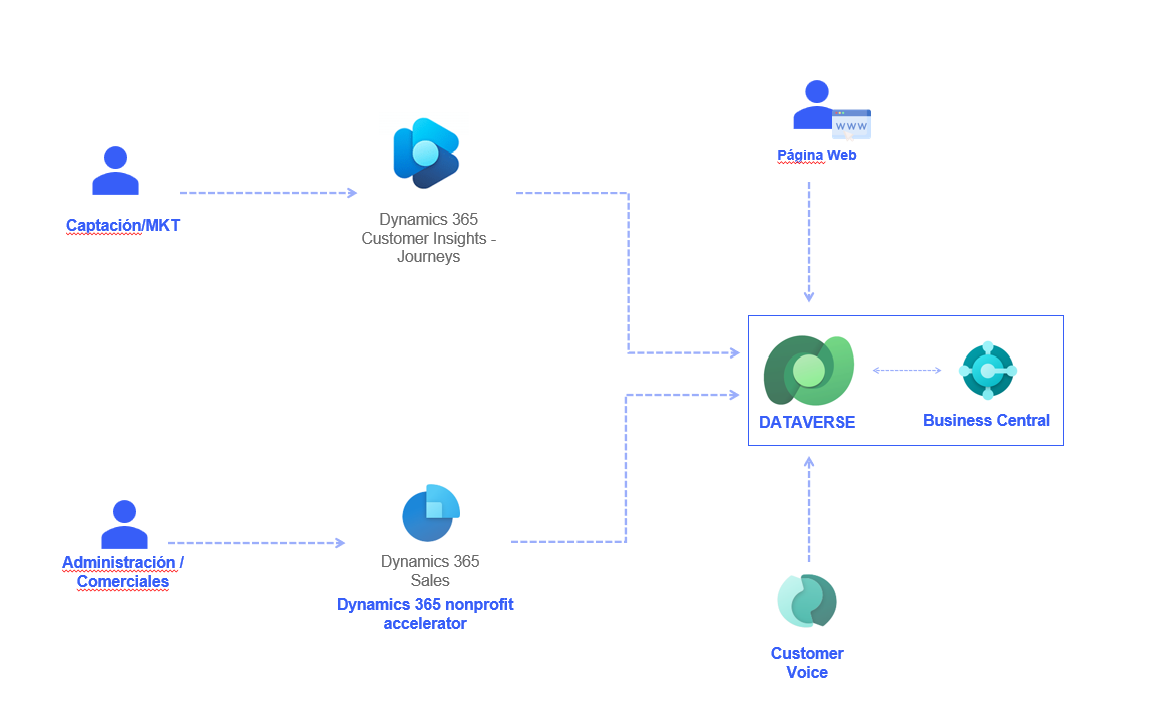 WWW
Página Web
Captación/MKT
Dynamics 365
Customer Insights -
Journeys
DATAVERSE
Business Central
Administración /
Comerciales
Dynamics 365
Sales
Dynamics 365 nonprofit
accelerator
Customer
Voice